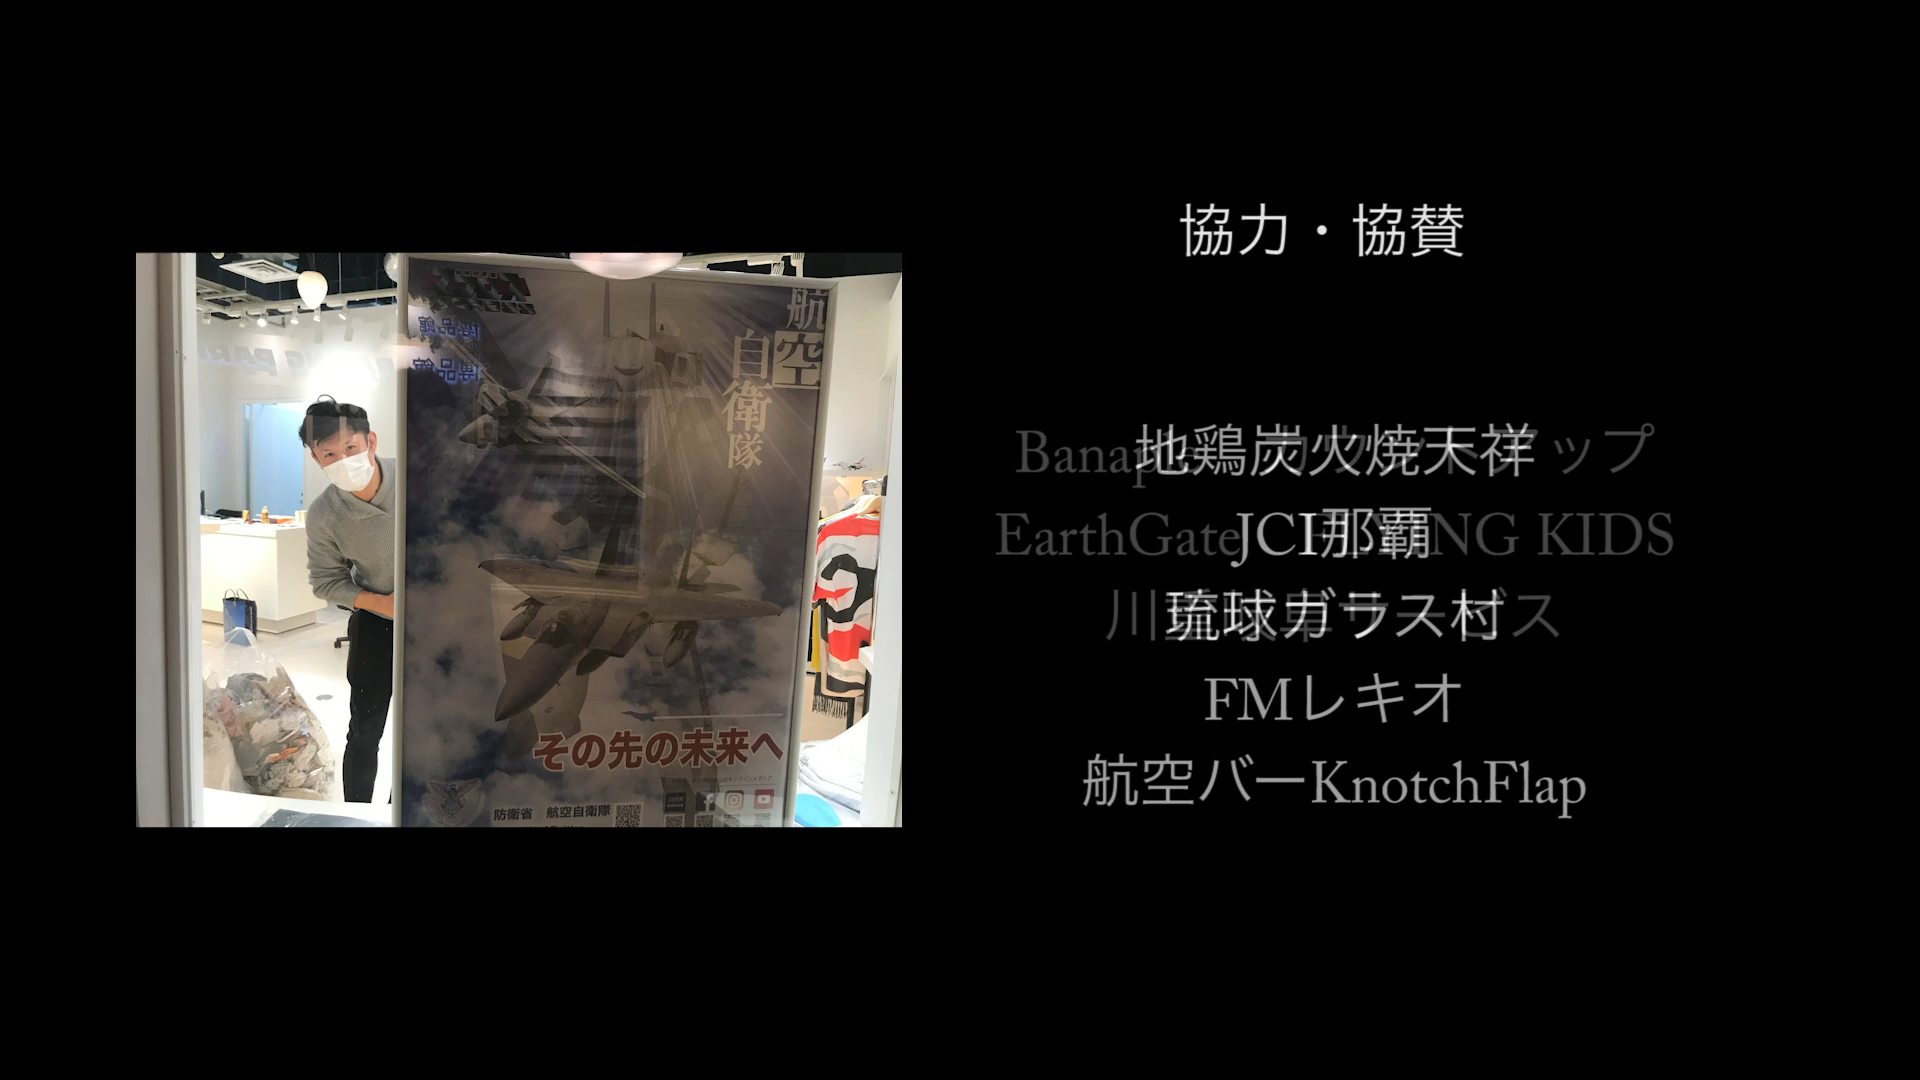 協力・協賛
地鶏炭火焼天祥
JCI那覇
琉球ガラス村
FMレキオ
航空バーKnotchFlap
EarthGate
KIDS
航空
自衛隊
その先の未来へ
防衛省 航空自衛隊